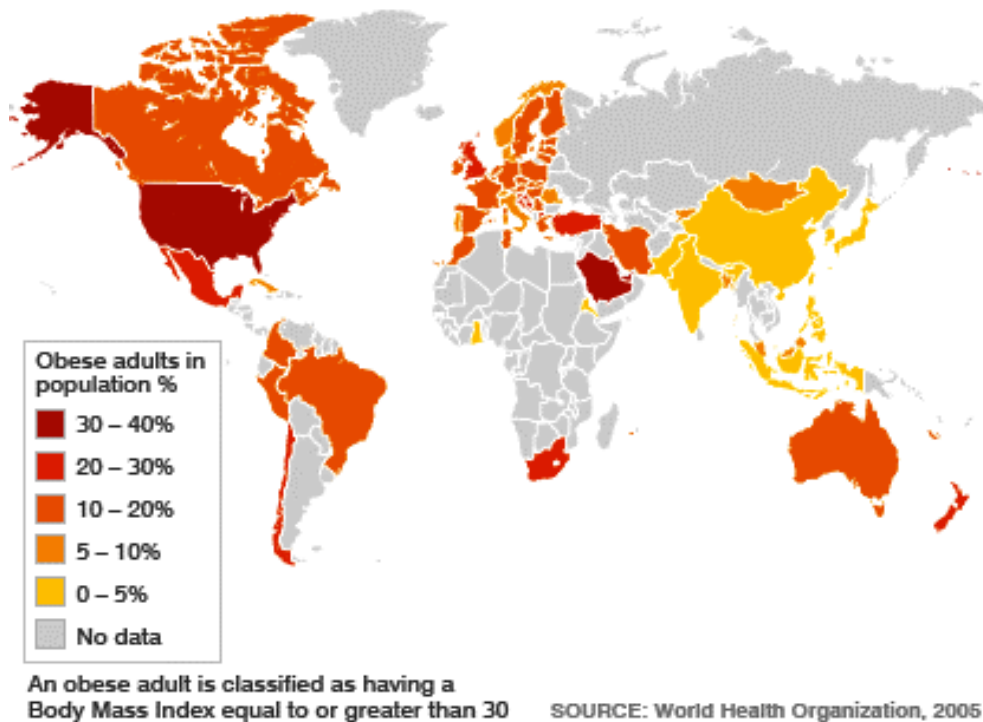 Obese adults in
population %
30 – 40%
20 – 30%
10 – 20%
5 – 10%
0 – 5%
No data
An obese adult is classified as having a
Body Mass Index equal to or greater than 30
SOURCE: World Health Organization, 2005